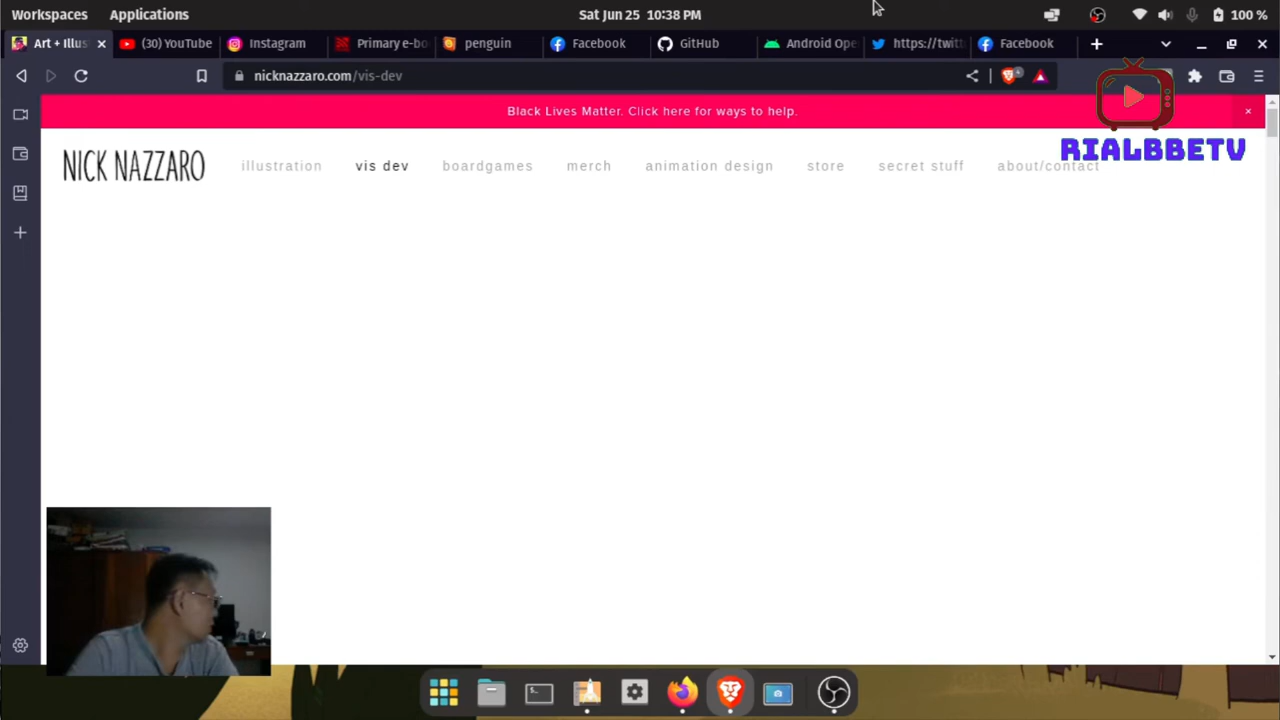 Workspaces Applications Sat Jun 25 10:38 PM 100 %
Art + Illus (30) YouTube Instagram Primary e-bo penguin Facebook GitHub Android Ope https://twitt Facebook
nicknazzaro.com/vis-dev
Black Lives Matter. Click here for ways to help.
RIALBBETV
NICK NAZZARO illustration vis dev boardgames merch animation design store secret stuff about/contact